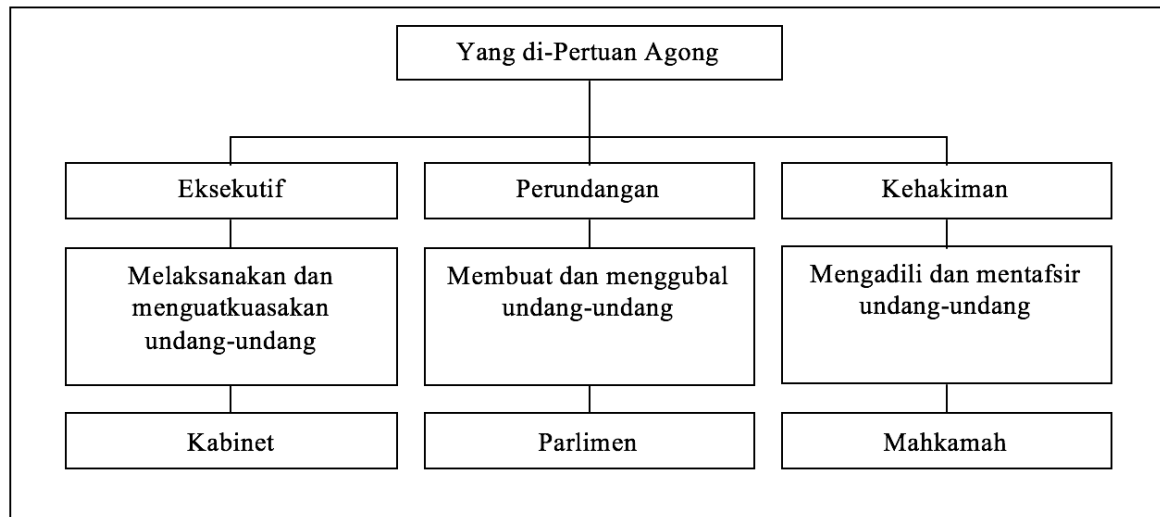 Yang di-Pertuan Agong
Eksekutif
Perundangan
Kehakiman
Melaksanakan dan
menguatkuasakan
undang-undang
Membuat dan menggubal
undang-undang
Mengadili dan mentafsir
undang-undang
Kabinet
Parlimen
Mahkamah